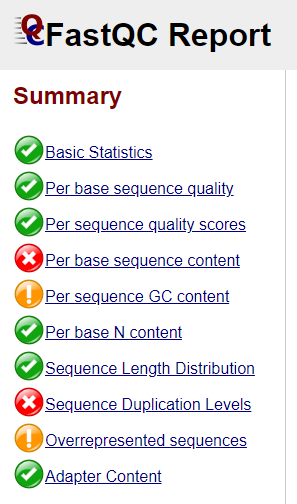 FastQC Report
Summary
Basic Statistics
Per base sequence quality
Per sequence quality scores
Per base sequence content
Per sequence GC content
Per base N content
Sequence Length Distribution
Sequence Duplication Levels
Overrepresented sequences
Adapter Content